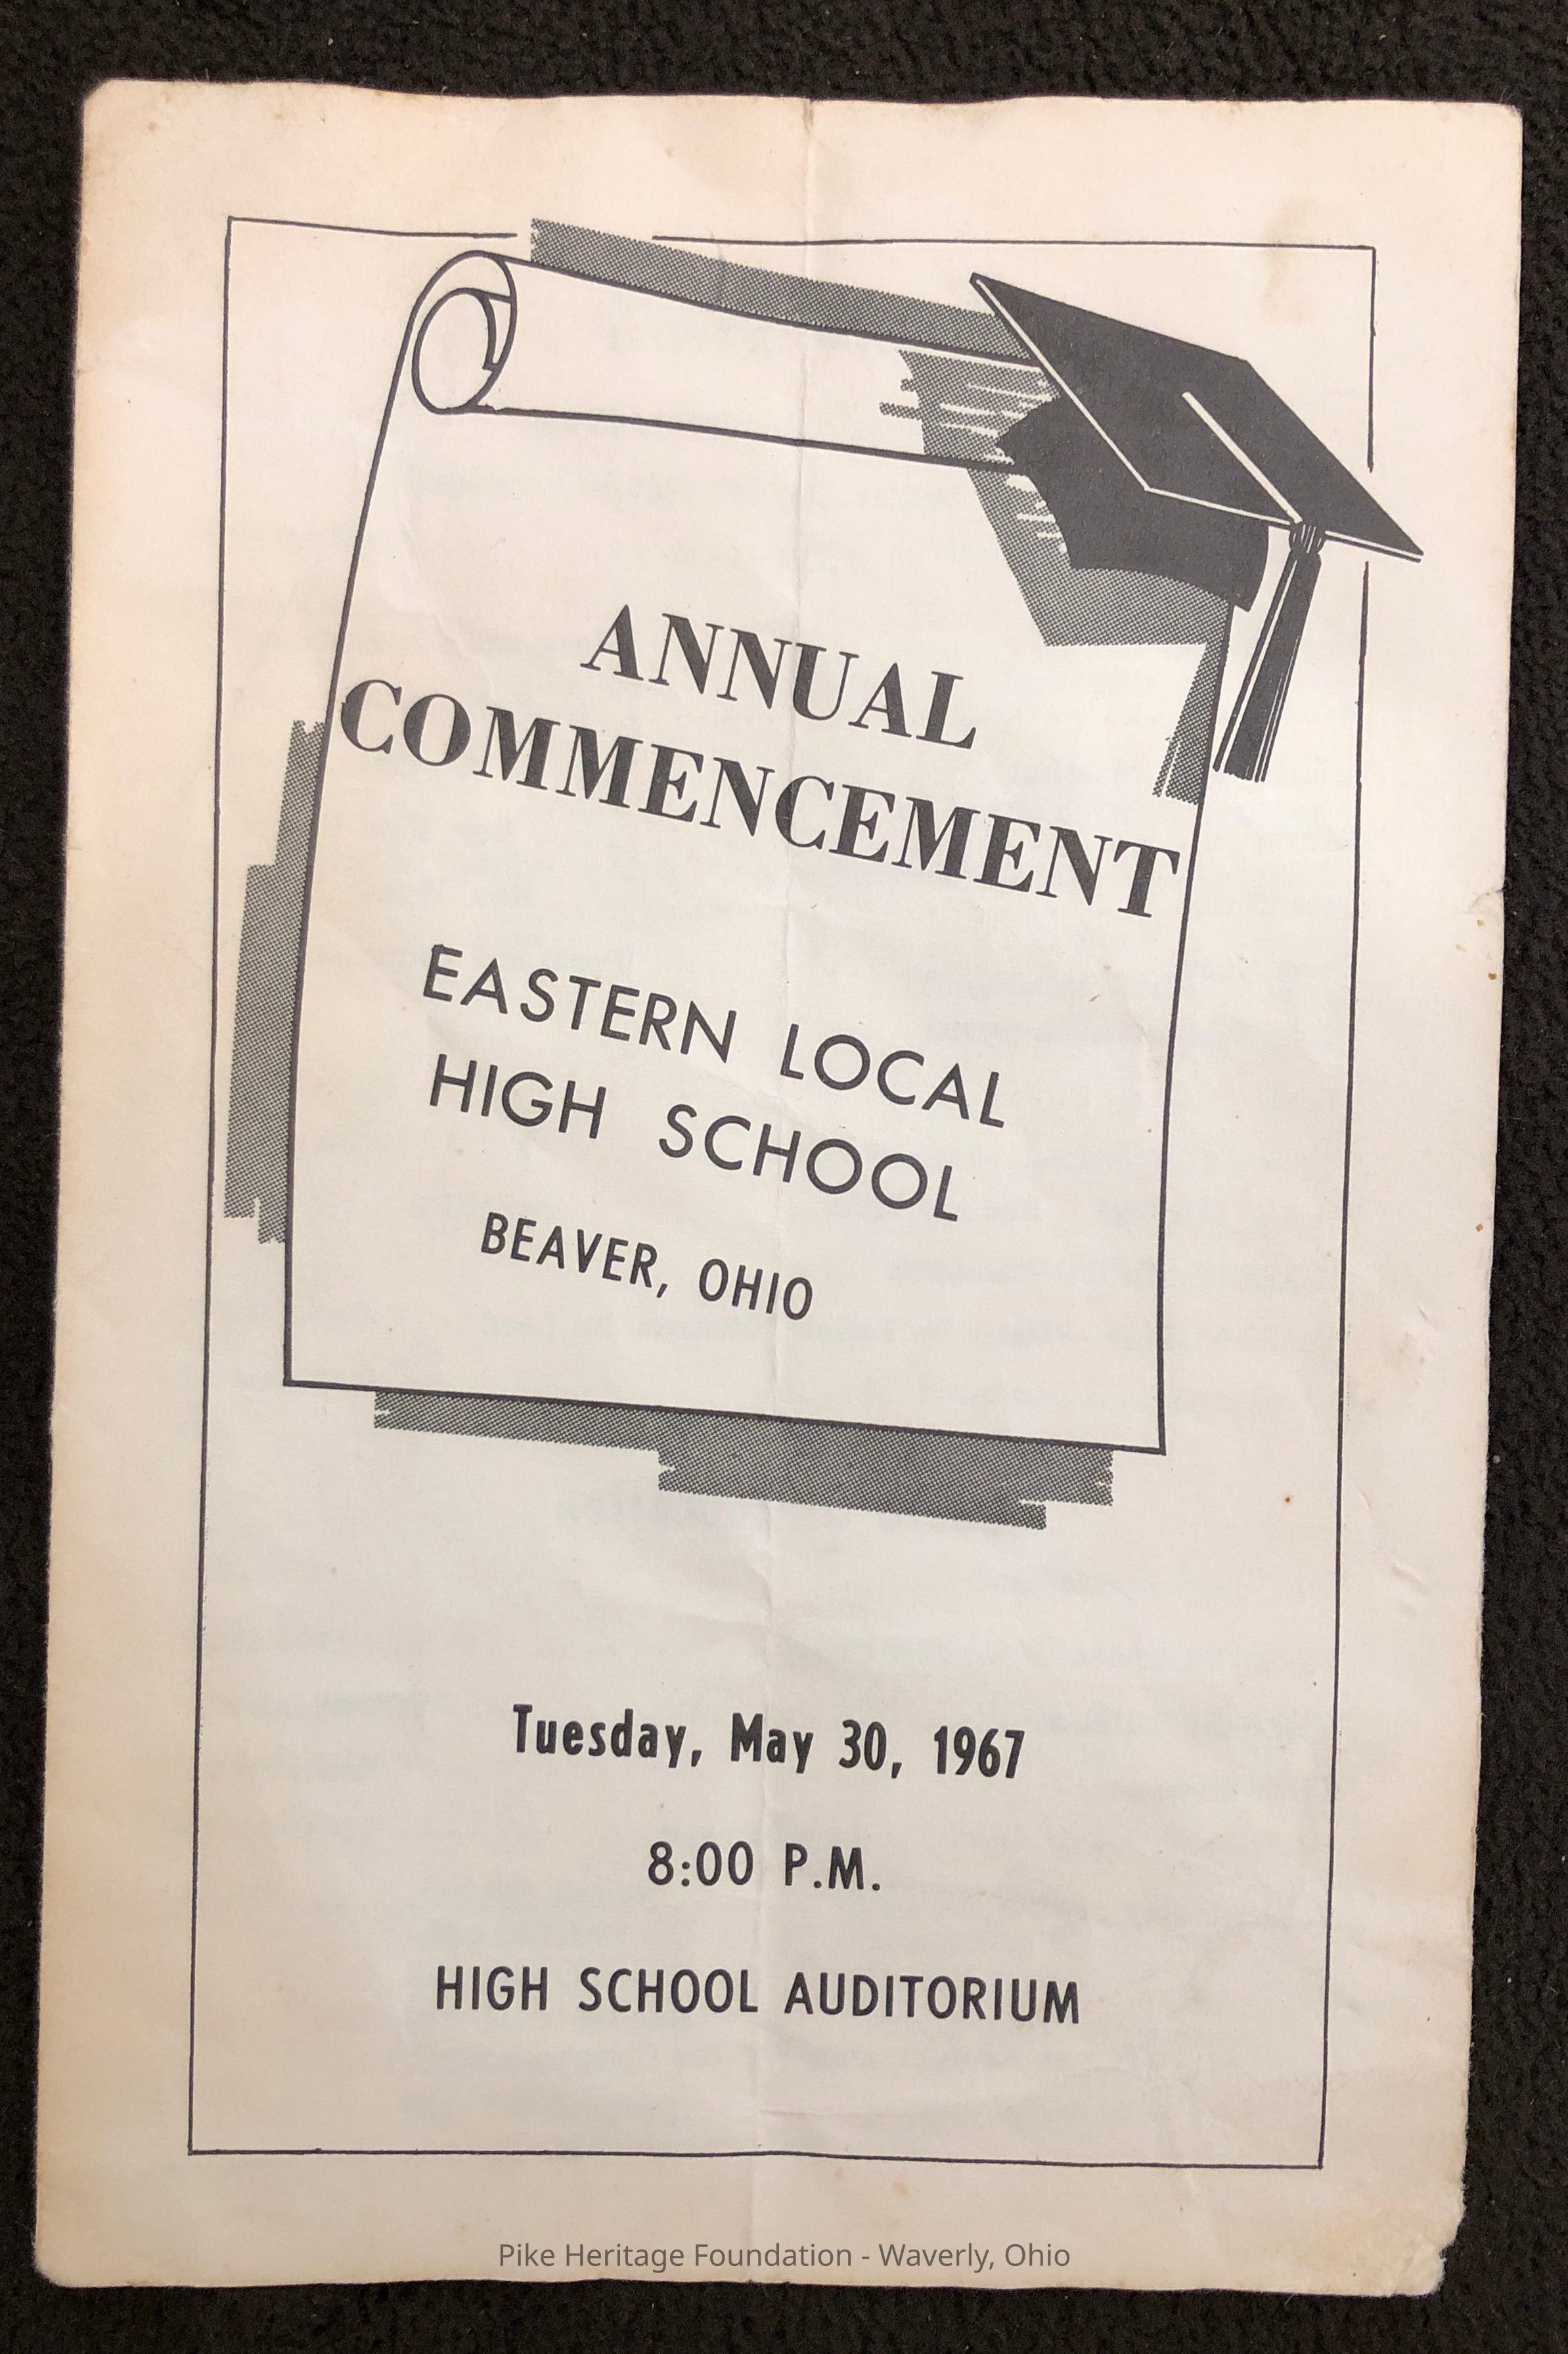 ANNUAL
COMMENCEMENT
EASTERN LOCAL
HIGH SCHOOL
BEAVER, OHIO
Tuesday, May 30, 1967
8:00 P.M.
HIGH SCHOOL AUDITORIUM
Pike Heritage Foundation - Waverly, Ohio